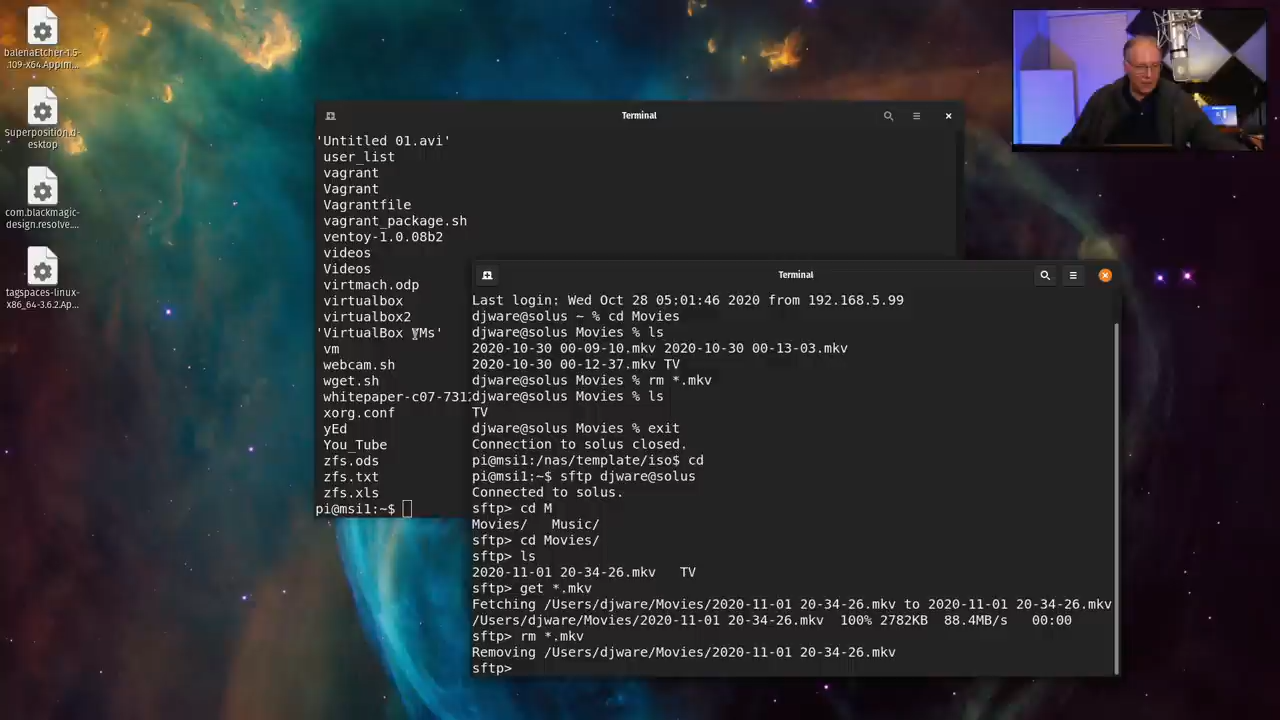 balenaEtcher-1.5-
.109-x64.AppIm...
Superposition.d
esktop
com.blackmagic-
design.resolve....
tagspaces-linux-
x86_64-3.6.2.Ap...
Terminal
'Untitled 01.avi'
user_list
vagrant
Vagrant
Vagrantfile
vagrant_package.sh
ventoy-1.0.08b2
videos
Videos
virtmach.odp
virtualbox
virtualbox2
'VirtualBox VMs'
vm
webcam.sh
wget.sh
whitepaper-c07-731
xorg.conf
yEd
You_Tube
zfs.ods
zfs.txt
zfs.xls
pi@msi1:~$
Terminal
Last login: Wed Oct 28 05:01:46 2020 from 192.168.5.99
djware@solus ~ % cd Movies
djware@solus Movies % ls
2020-10-30 00-09-10.mkv 2020-10-30 00-13-03.mkv
2020-10-30 00-12-37.mkv TV
djware@solus Movies % rm *.mkv
djware@solus Movies % ls
TV
djware@solus Movies % exit
Connection to solus closed.
pi@msi1:/nas/template/iso$ cd
pi@msi1:~$ sftp djware@solus
Connected to solus.
sftp> cd M
Movies/   Music/
sftp> cd Movies/
sftp> ls
2020-11-01 20-34-26.mkv   TV
sftp> get *.mkv
Fetching /Users/djware/Movies/2020-11-01 20-34-26.mkv to 2020-11-01 20-34-26.mkv
/Users/djware/Movies/2020-11-01 20-34-26.mkv  100% 2782KB  88.4MB/s   00:00
sftp> rm *.mkv
Removing /Users/djware/Movies/2020-11-01 20-34-26.mkv
sftp>